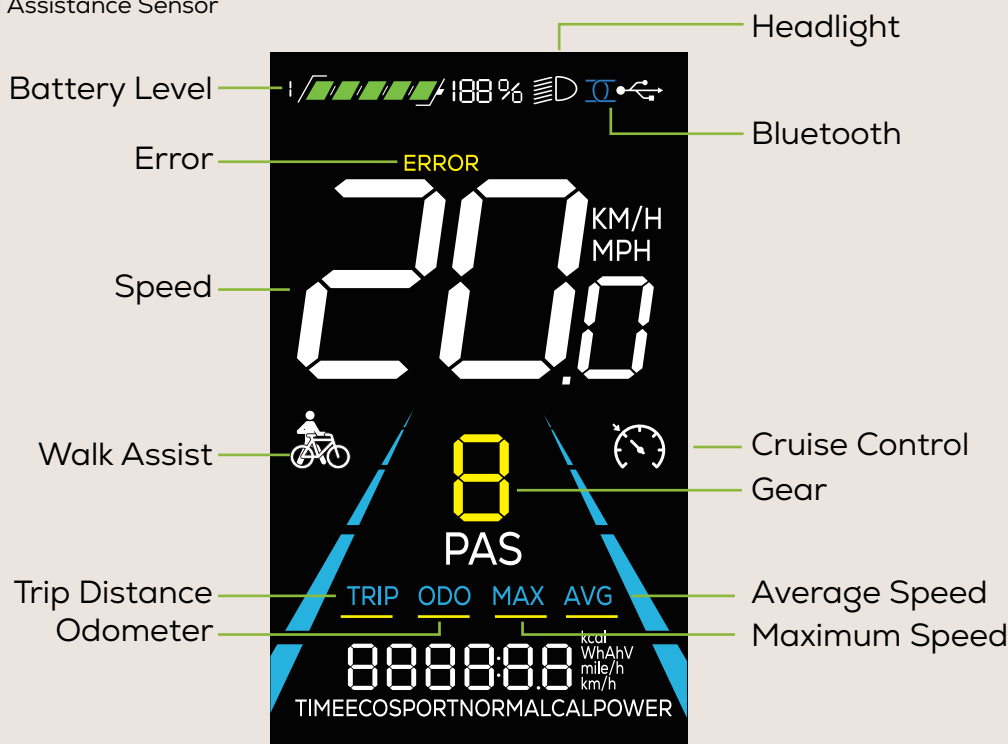 Assistance Sensor
Headlight
Battery Level
1
188%
Bluetooth
Error
ERROR
20.0
KM/H
MPH
Speed
Walk Assist
Cruise Control
8
Gear
PAS
Trip Distance
TRIP ODO MAX AVG
Average Speed
Odometer
Maximum Speed
8888:8.8
kcal
WhAhV
mile/h
km/h
TIMEECOSPORTNORMALCALPOWER